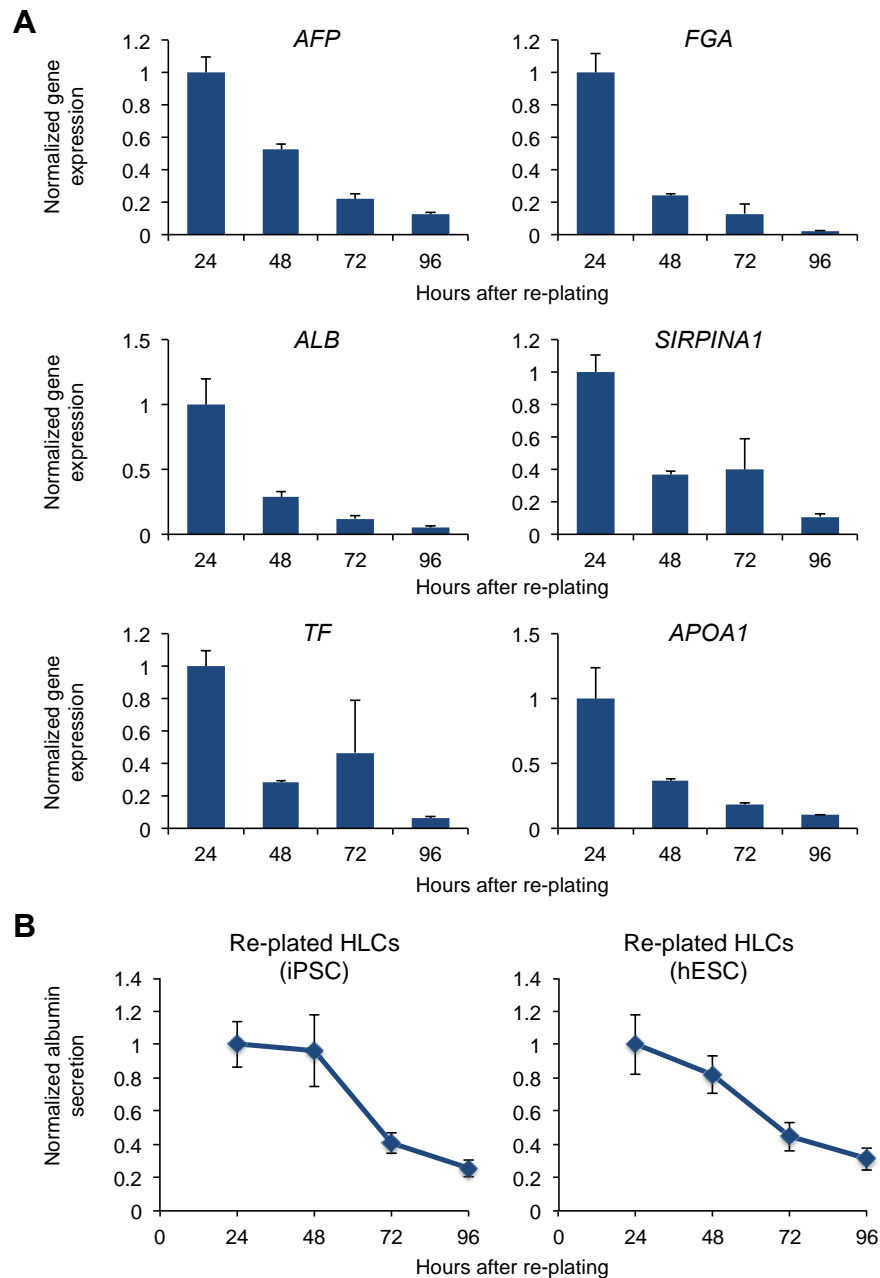 A
AFP
Normalized gene
expression
1.2
1
0.8
0.6
0.4
0.2
0
24 48 72 96
FGA
1.2
1
0.8
0.6
0.4
0.2
0
24 48 72 96
Hours after re-plating
ALB
Normalized gene
expression
1.5
1
0.5
0
24 48 72 96
SIRPINA1
1.2
1
0.8
0.6
0.4
0.2
0
24 48 72 96
Hours after re-plating
TF
Normalized gene
expression
1.2
1
0.8
0.6
0.4
0.2
0
24 48 72 96
APOA1
1.5
1
0.5
0
24 48 72 96
Hours after re-plating
B
Re-plated HLCs
(iPSC)
Normalized albumin
secretion
1.4
1.2
1
0.8
0.6
0.4
0.2
0
0 24 48 72 96
Re-plated HLCs
(hESC)
1.4
1.2
1
0.8
0.6
0.4
0.2
0
0 24 48 72 96
Hours after re-plating